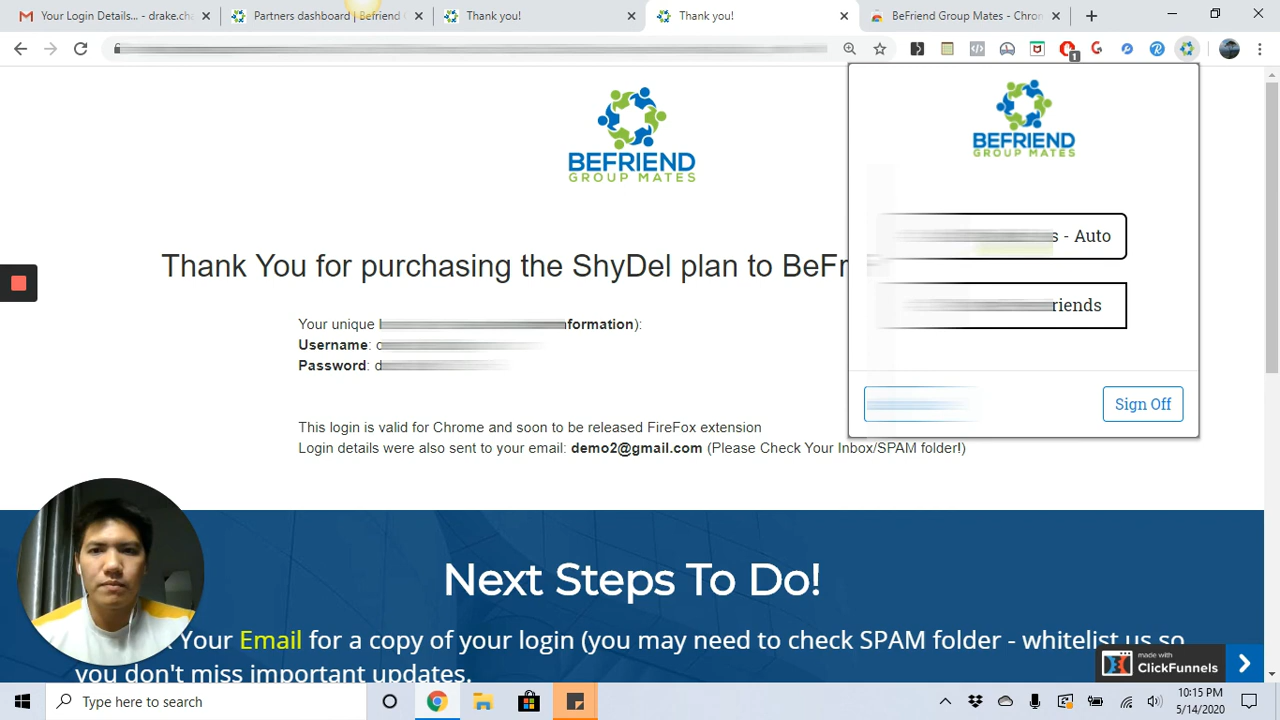 Your Login Details... - drakecha
Partners dashboard | Befriend G
Thank you!
Thank you!
BeFriend Group Mates - Chrom
1
BEFRIEND
GROUP MATES
BEFRIEND
GROUP MATES
s - Auto
riends
Sign Off
Thank You for purchasing the ShyDel plan to BeFr
Your unique formation):
Username:
Password: d
This login is valid for Chrome and soon to be released FireFox extension
Login details were also sent to your email: demo2@gmail.com (Please Check Your Inbox/SPAM folder!)
Next Steps To Do!
Your Email for a copy of your login (you may need to check SPAM folder - whitelist us so
you don't miss important updates.
made with
ClickFunnels
Type here to search
10:15 PM
5/14/2020